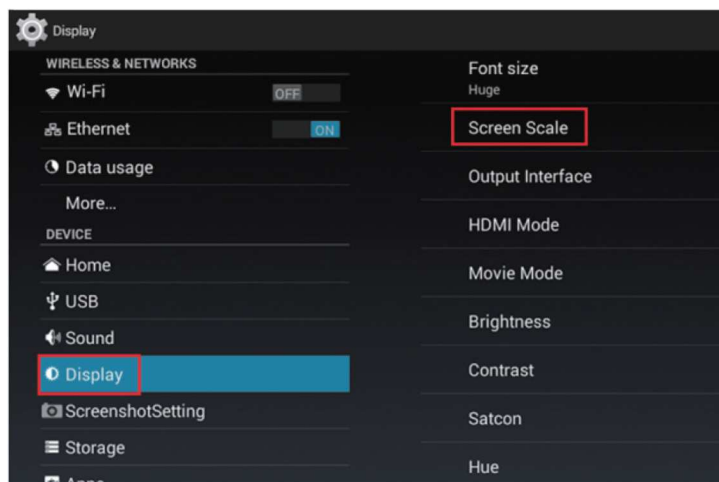 Display
WIRELESS & NETWORKS
Wi-Fi
OFF
Ethernet
ON
Data usage
More...
DEVICE
Home
USB
Sound
Display
ScreenshotSetting
Storage
Apps
Font size
Huge
Screen Scale
Output Interface
HDMI Mode
Movie Mode
Brightness
Contrast
Satcon
Hue